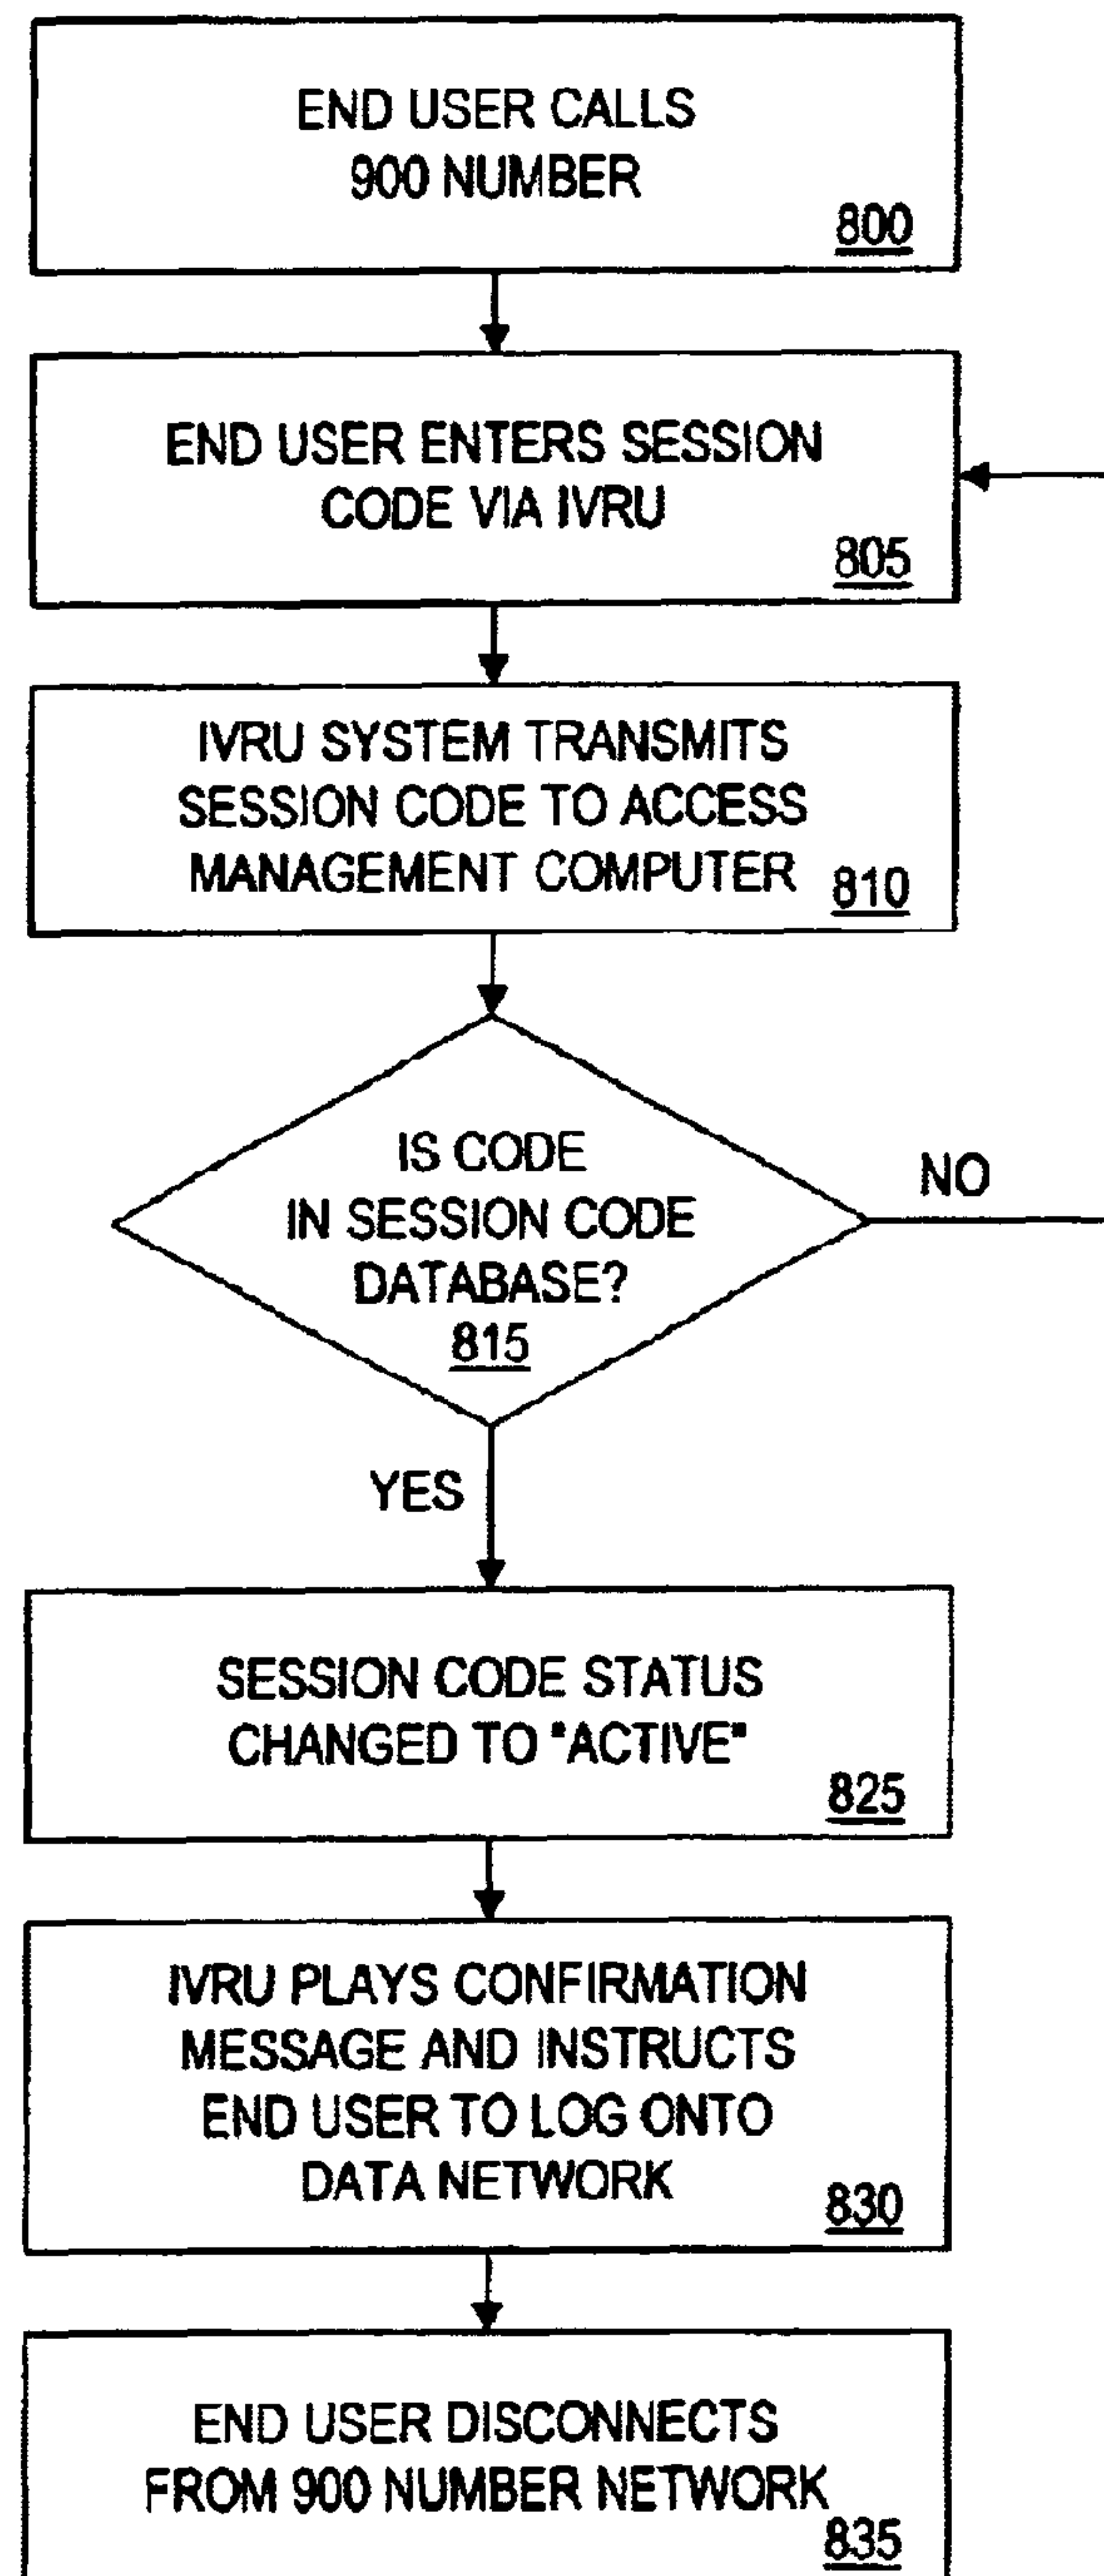 END USER CALLS
900 NUMBER
800
END USER ENTERS SESSION
CODE VIA IVRU
805
IVRU SYSTEM TRANSMITS
SESSION CODE TO ACCESS
MANAGEMENT COMPUTER
810
IS CODE
IN SESSION CODE
DATABASE?
815
NO
YES
SESSION CODE STATUS
CHANGED TO "ACTIVE"
825
IVRU PLAYS CONFIRMATION
MESSAGE AND INSTRUCTS
END USER TO LOG ONTO
DATA NETWORK
830
END USER DISCONNECTS
FROM 900 NUMBER NETWORK
835